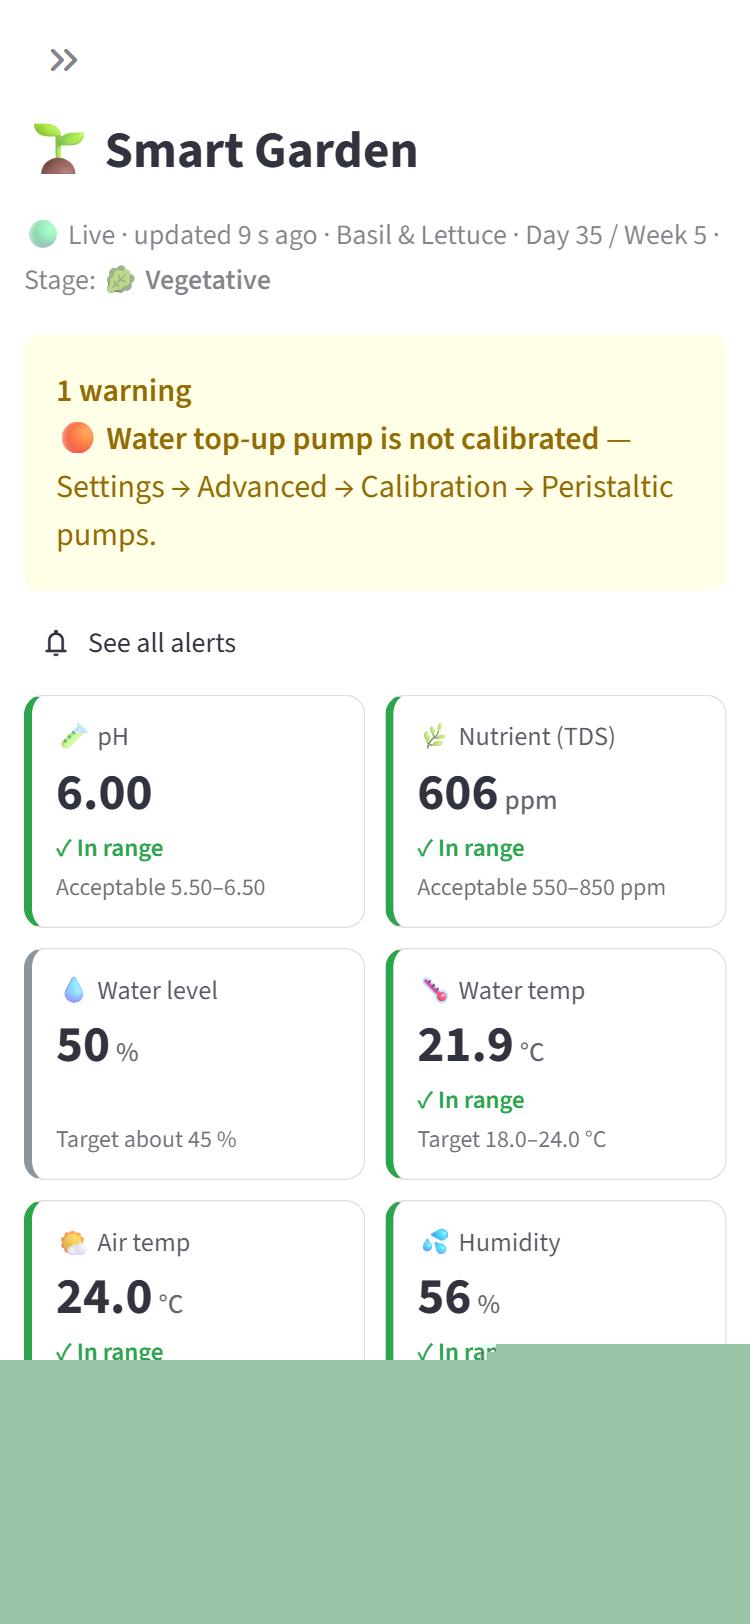 Smart Garden
Live · updated 9 s ago · Basil & Lettuce · Day 35 / Week 5 ·
Stage: Vegetative
1 warning
Water top-up pump is not calibrated —
Settings → Advanced → Calibration → Peristaltic
pumps.
See all alerts
pH
6.00
✓ In range
Acceptable 5.50–6.50
Nutrient (TDS)
606 ppm
✓ In range
Acceptable 550–850 ppm
Water level
50 %
Target about 45 %
Water temp
21.9 °C
✓ In range
Target 18.0–24.0 °C
Air temp
24.0 °C
✓ In range
Humidity
56 %
✓ In